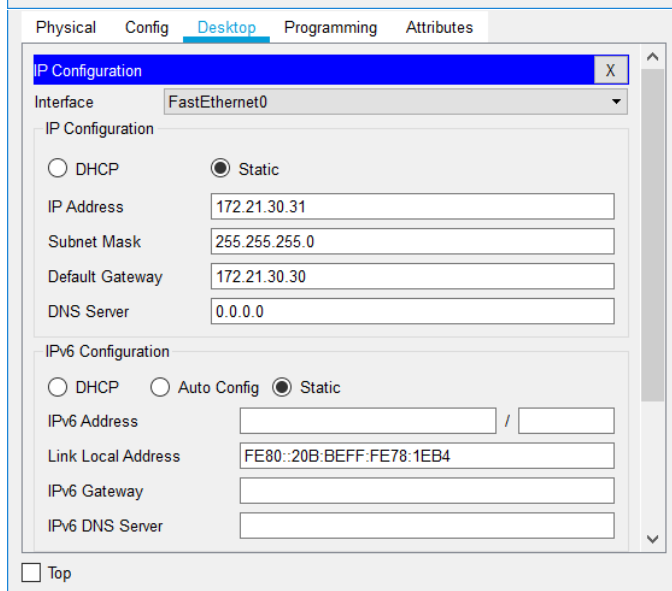 Physical Config Desktop Programming Attributes
IP Configuration X
Interface FastEthernet0
IP Configuration
DHCP Static
IP Address 172.21.30.31
Subnet Mask 255.255.255.0
Default Gateway 172.21.30.30
DNS Server 0.0.0.0
IPv6 Configuration
DHCP Auto Config Static
IPv6 Address /
Link Local Address FE80::20B:BEFF:FE78:1EB4
IPv6 Gateway
IPv6 DNS Server
Top